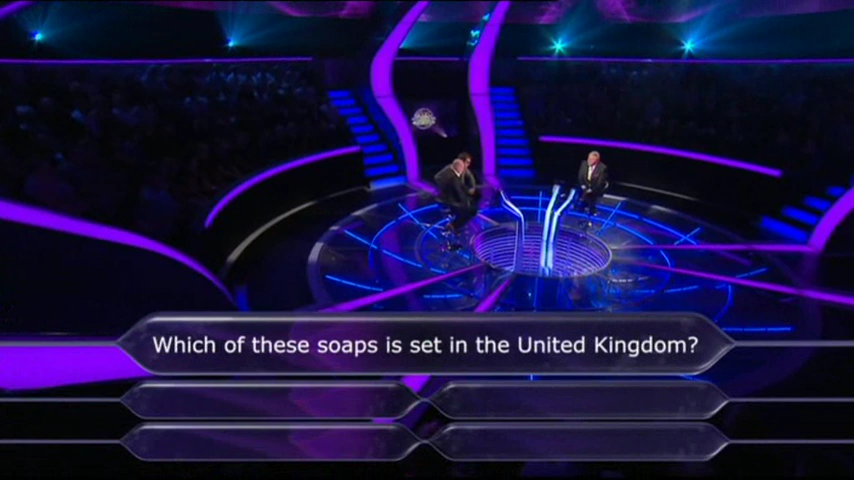 Which of these soaps is set in the United Kingdom?